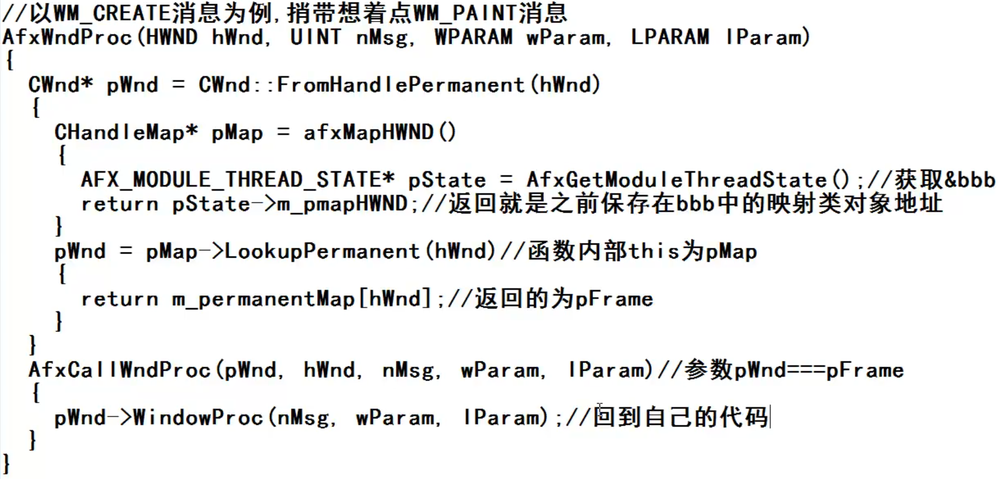 //以WM_CREATE消息为例,捎带想着点WM_PAINT消息
AfxWndProc(HWND hWnd, UINT nMsg, WPARAM wParam, LPARAM lParam)
{
  CWnd* pWnd = CWnd::FromHandlePermanent(hWnd)
  {
    CHandleMap* pMap = afxMapHWND()
    {
      AFX_MODULE_THREAD_STATE* pState = AfxGetModuleThreadState();//获取&bbb
      return pState->m_pmapHWND;//返回就是之前保存在bbb中的映射类对象地址
    }
    pWnd = pMap->LookupPermanent(hWnd)//函数内部this为pMap
    {
      return m_permanentMap[hWnd];//返回的为pFrame
    }
  }
  AfxCallWndProc(pWnd, hWnd, nMsg, wParam, lParam)//参数pWnd===pFrame
  {
    pWnd->WindowProc(nMsg, wParam, lParam);//回到自己的代码
  }
}